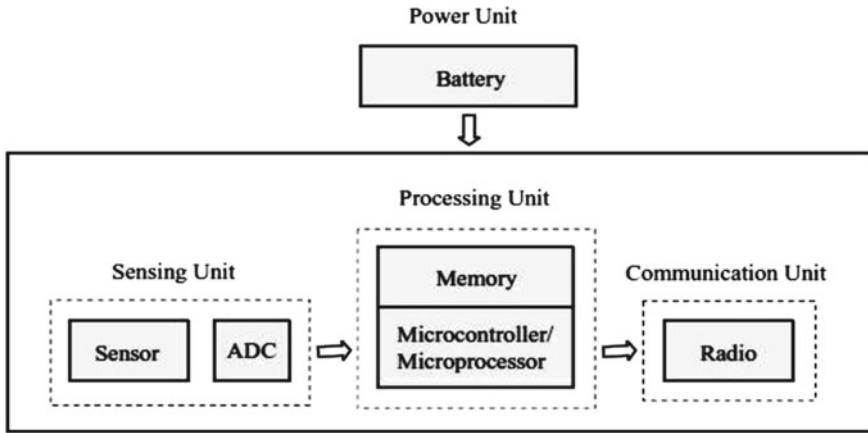 Power Unit
Battery
Processing Unit
Sensing Unit
Memory
Communication Unit
Sensor
ADC
Microcontroller/
Microprocessor
Radio